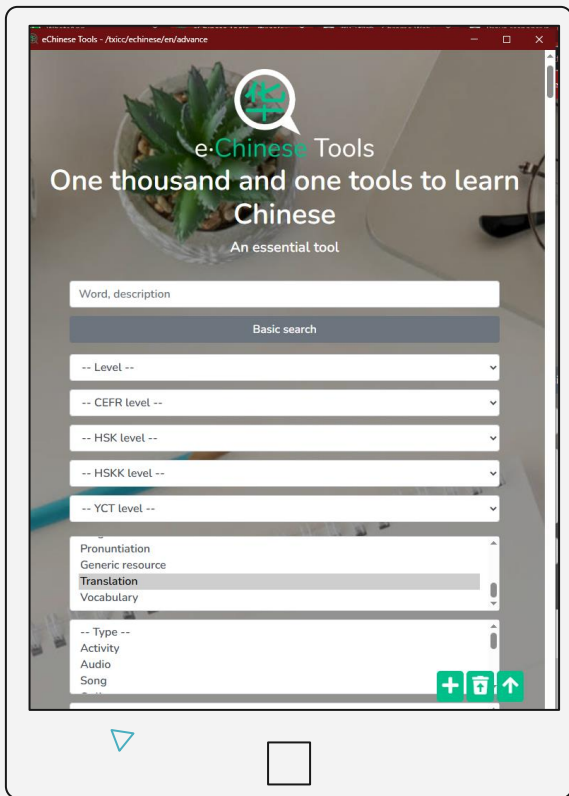 eChinese Tools - /txicc/echinese/en/advance
华
e·Chinese Tools
One thousand and one tools to learn
Chinese
An essential tool
Word, description
Basic search
-- Level --
-- CEFR level --
-- HSK level --
-- HSKK level --
-- YCT level --
Pronuntiation
Generic resource
Translation
Vocabulary
-- Type --
Activity
Audio
Song